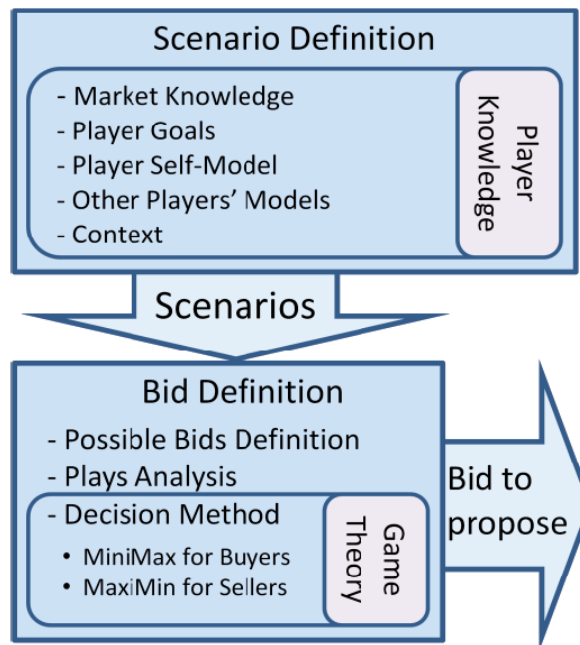 Scenario Definition
- Market Knowledge
- Player Goals
- Player Self-Model
- Other Players' Models
- Context
Player
Knowledge
Scenarios
Bid Definition
- Possible Bids Definition
- Plays Analysis
- Decision Method
• MiniMax for Buyers
• MaxiMin for Sellers
Game
Theory
Bid to
propose